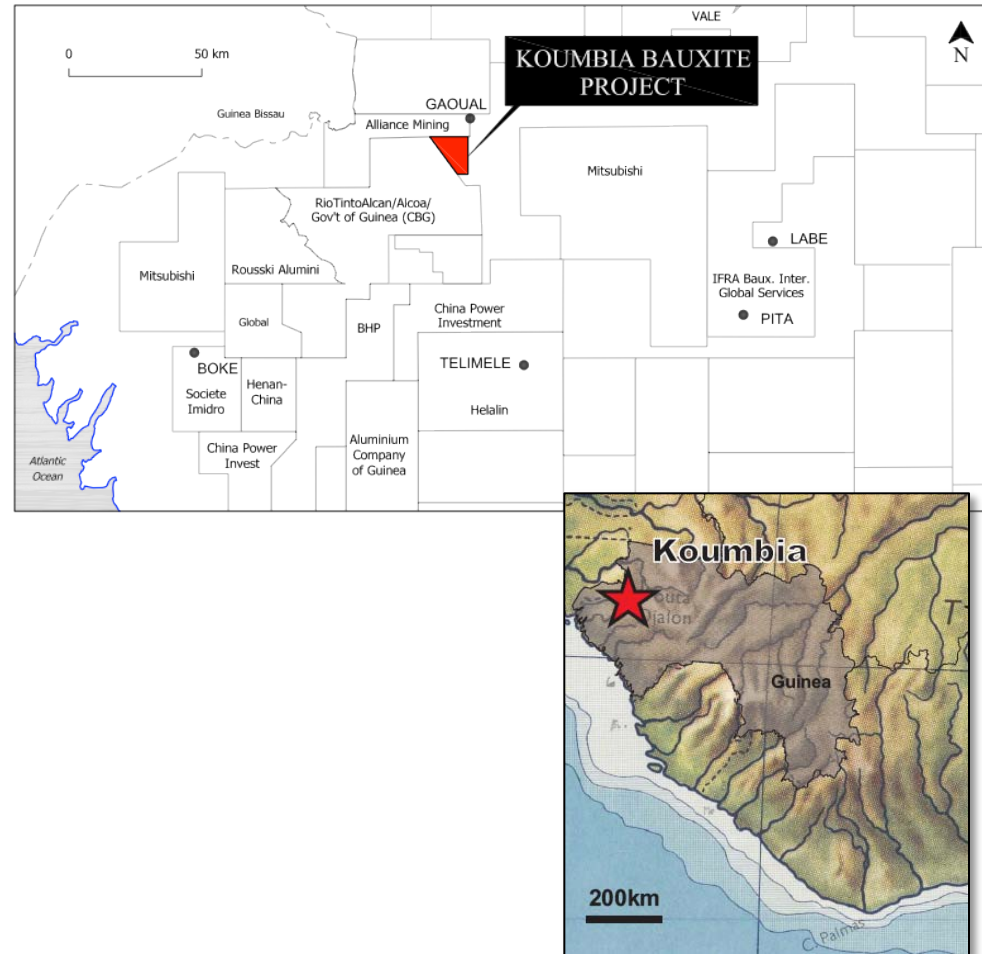 VALE
0 50 km
KOUMBIA BAUXITE
PROJECT
N
GAOUAL
Guinea Bissau
Alliance Mining
Mitsubishi
RioTintoAlcan/Alcoa/
Gov't of Guinea (CBG)
LABE
Mitsubishi
Rousski Alumini
IFRA Baux. Inter.
Global Services
China Power
Investment
Global
BHP
PITA
BOKE
TELIMELE
Societe
Imidro
Henan-
China
Helalin
China Power
Invest
Aluminium
Company
of Guinea
Atlantic
Ocean
Koumbia
Djalon
T
Guinea
200km
C. Palmas